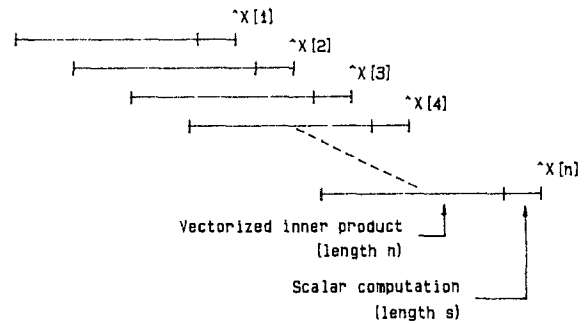 ^X[1]
^X[2]
^X[3]
^X[4]
^X[n]
Vectorized inner product
(length n)
Scalar computation
(length s)